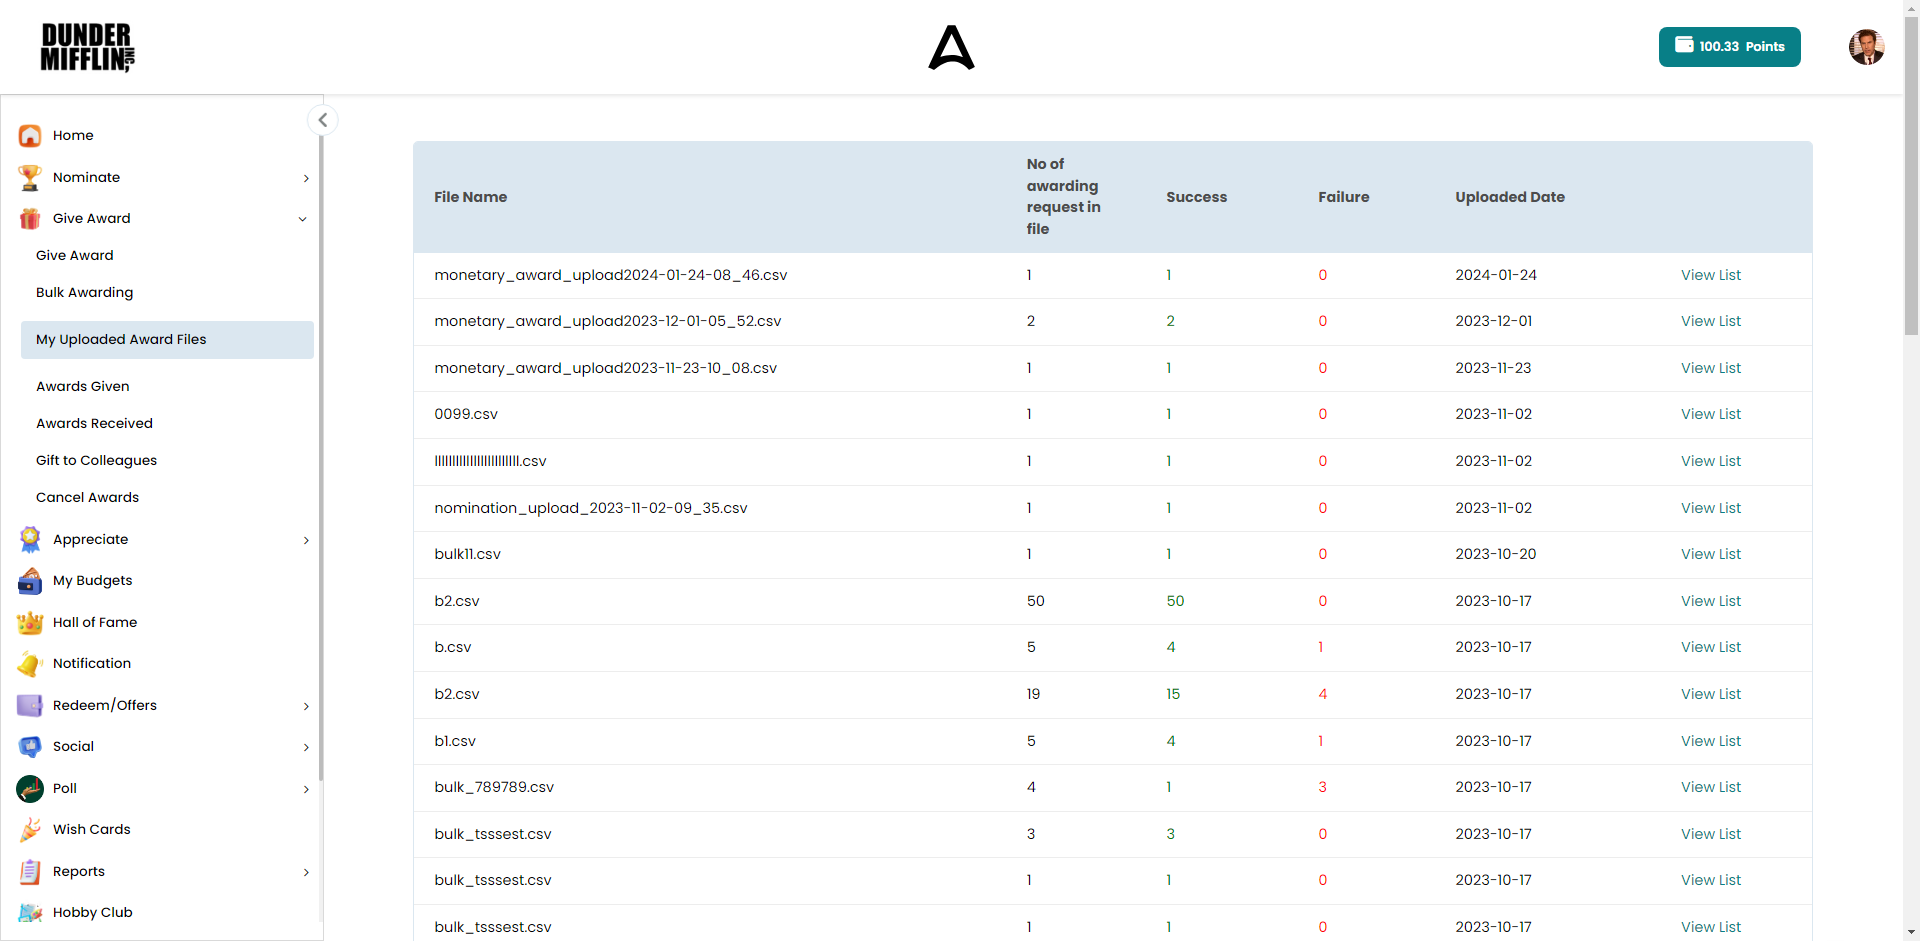 DUNDER
MIFFLIN, INC
100.33 Points
Home
Nominate
Give Award
Give Award
Bulk Awarding
My Uploaded Award Files
Awards Given
Awards Received
Gift to Colleagues
Cancel Awards
Appreciate
My Budgets
Hall of Fame
Notification
Redeem/Offers
Social
Poll
Wish Cards
Reports
Hobby Club
File Name No of awarding request in file Success Failure Uploaded Date
monetary_award_upload2024-01-24-08_46.csv 1 1 0 2024-01-24 View List
monetary_award_upload2023-12-01-05_52.csv 2 2 0 2023-12-01 View List
monetary_award_upload2023-11-23-10_08.csv 1 1 0 2023-11-23 View List
0099.csv 1 1 0 2023-11-02 View List
llllllllllllllllllllllll.csv 1 1 0 2023-11-02 View List
nomination_upload_2023-11-02-09_35.csv 1 1 0 2023-11-02 View List
bulk11.csv 1 1 0 2023-10-20 View List
b2.csv 50 50 0 2023-10-17 View List
b.csv 5 4 1 2023-10-17 View List
b2.csv 19 15 4 2023-10-17 View List
b1.csv 5 4 1 2023-10-17 View List
bulk_789789.csv 4 1 3 2023-10-17 View List
bulk_tsssest.csv 3 3 0 2023-10-17 View List
bulk_tsssest.csv 1 1 0 2023-10-17 View List
bulk_tsssest.csv 1 1 0 2023-10-17 View List